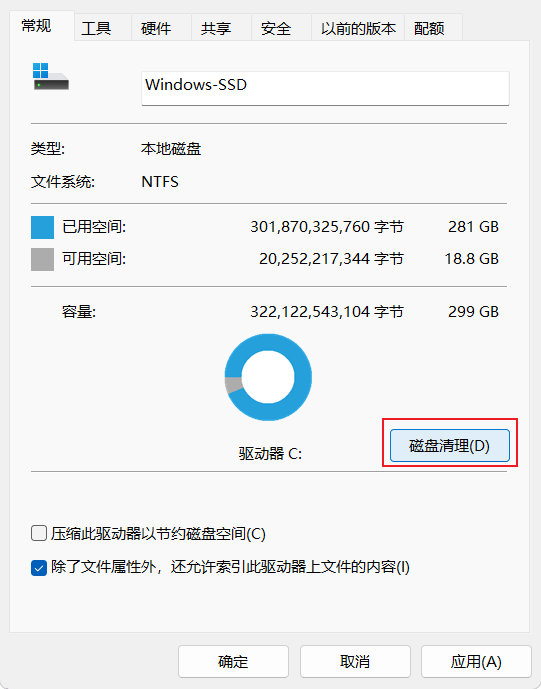 常规 工具 硬件 共享 安全 以前的版本 配额
Windows-SSD
类型: 本地磁盘
文件系统: NTFS
已用空间: 301,870,325,760 字节 281 GB
可用空间: 20,252,217,344 字节 18.8 GB
容量: 322,122,543,104 字节 299 GB
驱动器 C:
磁盘清理(D)
压缩此驱动器以节约磁盘空间(C)
除了文件属性外，还允许索引此驱动器上文件的内容(I)
确定 取消 应用(A)